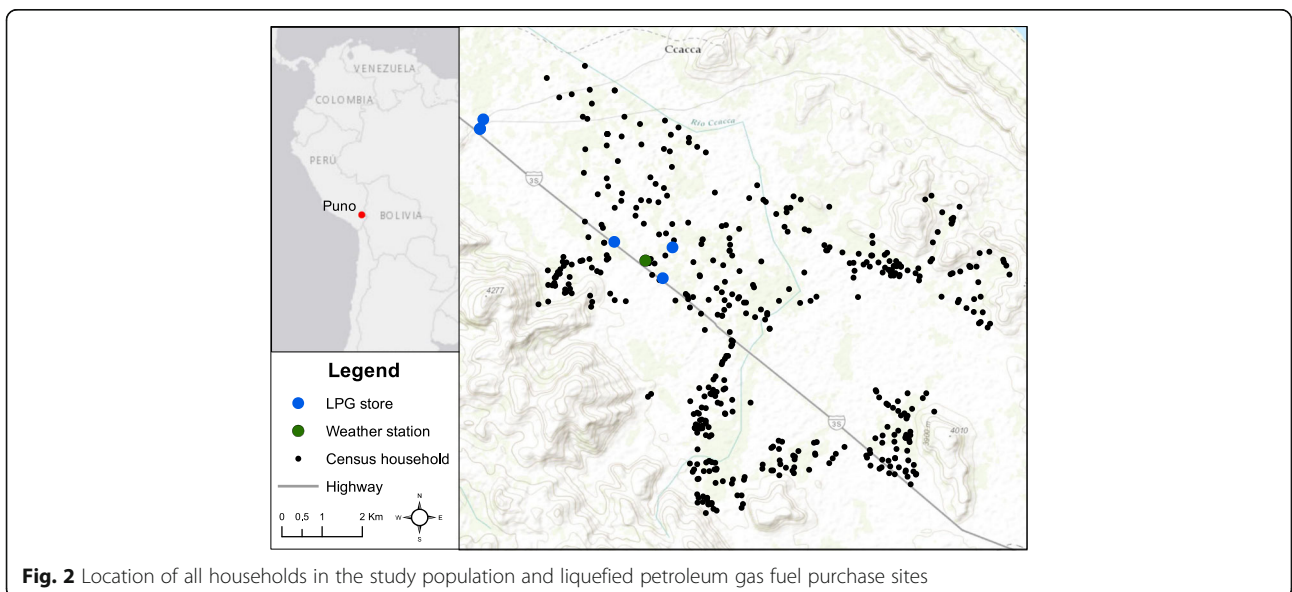 VENEZUELA
COLOMBIA
PERÚ
BOLIVIA
Puno
Legend
LPG store
Weather station
Census household
Highway
0 0,5 1 2 Km
N
W E
S
Ccacca
Río Ccacca
35
4277
35
4010
3900 m
Fig. 2 Location of all households in the study population and liquefied petroleum gas fuel purchase sites